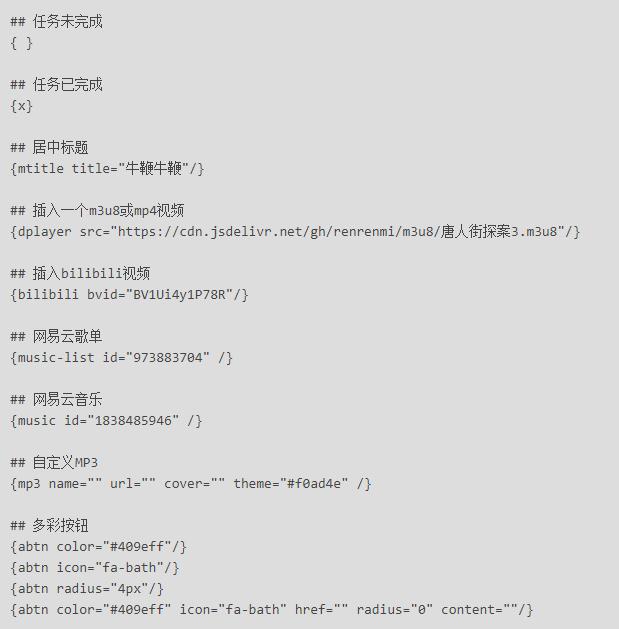 ## 任务未完成
{ }
## 任务已完成
{x}
## 居中标题
{mtitle title="牛鞭牛鞭"/}
## 插入一个m3u8或mp4视频
{dplayer src="https://cdn.jsdelivr.net/gh/renrenmi/m3u8/唐人街探案3.m3u8"/}
## 插入bilibili视频
{bilibili bvid="BV1Ui4y1P78R"/}
## 网易云歌单
{music-list id="973883704" /}
## 网易云音乐
{music id="1838485946" /}
## 自定义MP3
{mp3 name="" url="" cover="" theme="#f0ad4e" /}
## 多彩按钮
{abtn color="#409eff"/}
{abtn icon="fa-bath"/}
{abtn radius="4px"/}
{abtn color="#409eff" icon="fa-bath" href="" radius="0" content=""/}